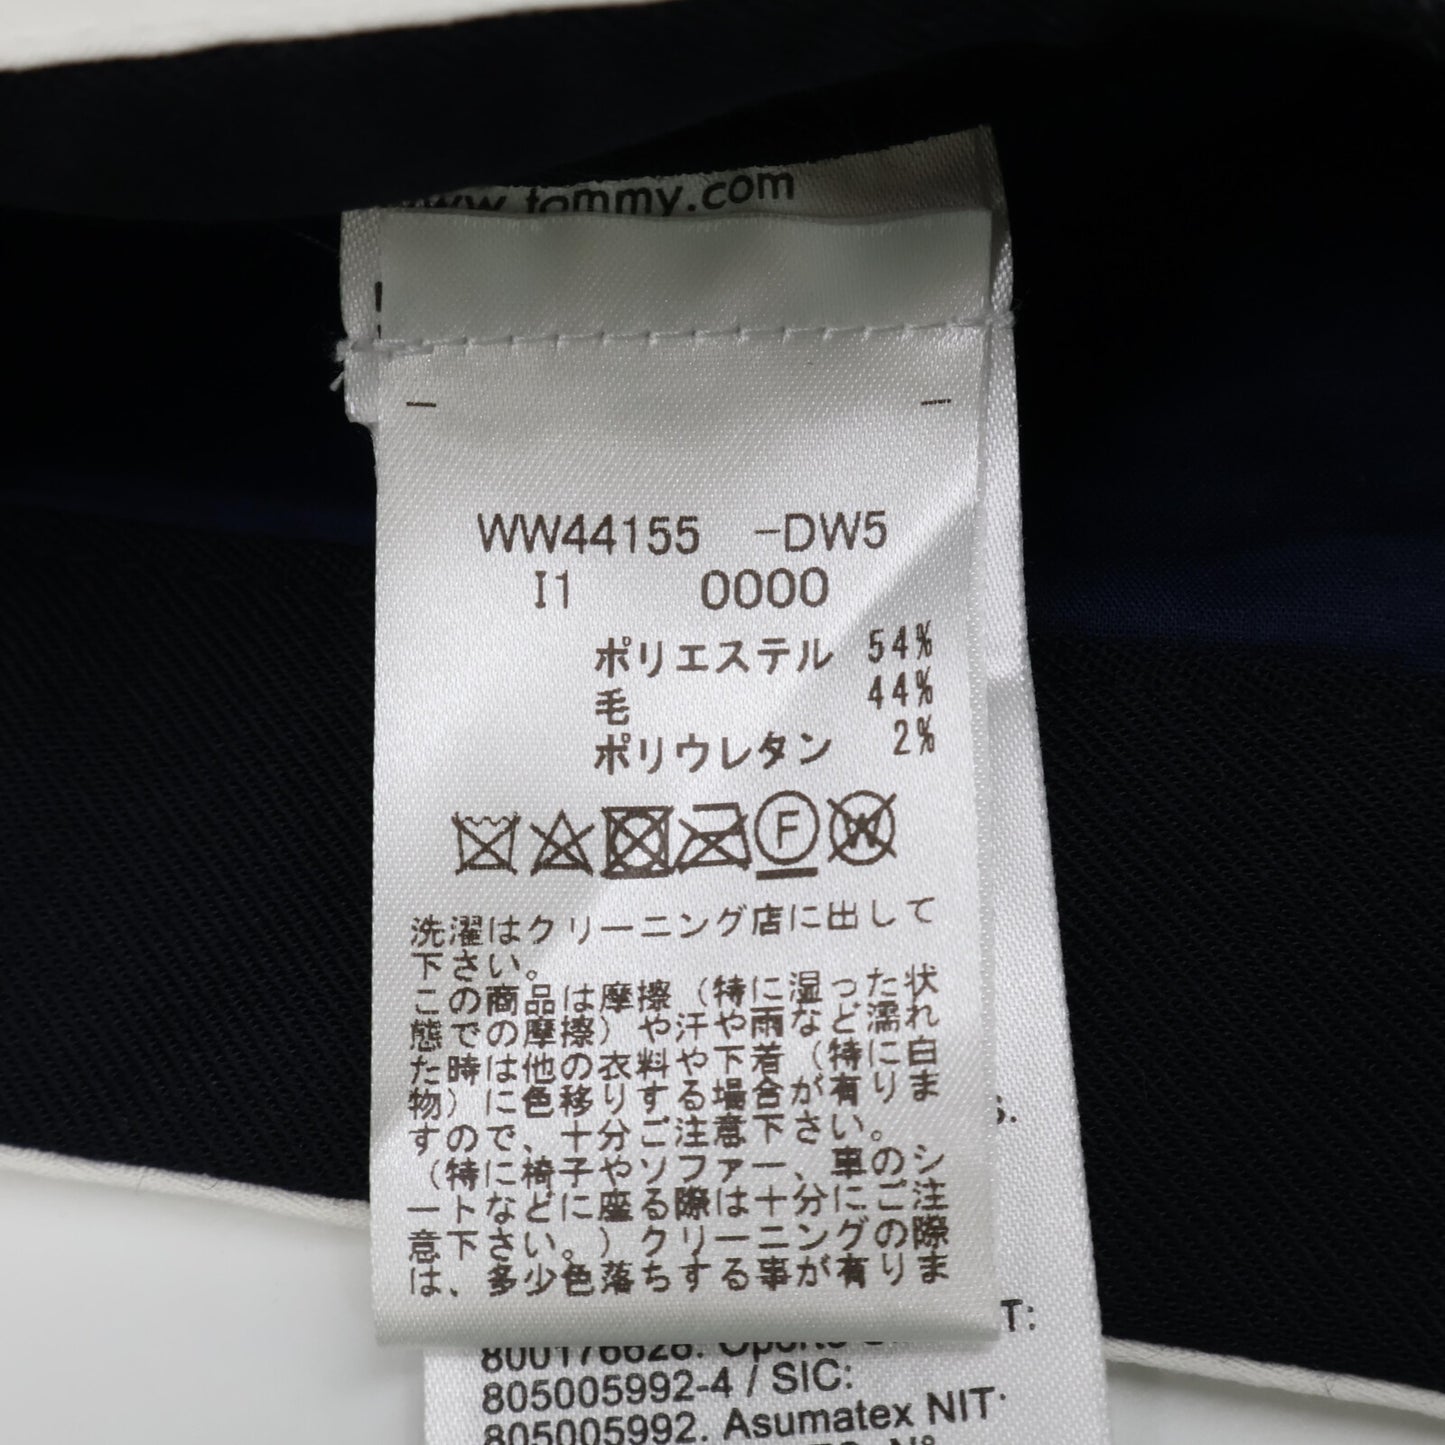 www.tommy.com
WW44155 -DW5
I1 0000
ポリエステル 54%
毛 44%
ポリウレタン 2%
F W
洗濯はクリーニング店に出して
下さい。
この商品は摩擦（特に湿った状
態での摩擦）や汗や雨など濡れ
た時は他の衣料や下着（特に白
物）に色移りする場合が有りま
すので、十分ご注意下さい。
（特に椅子やソファー、車のシ
ートなどに座る際は十分にご注
意下さい。）クリーニングの際
は、多少色落ちする事が有りま
T:
800176628.
805005992-4 / SIC:
805005992. Asumatex NIT: